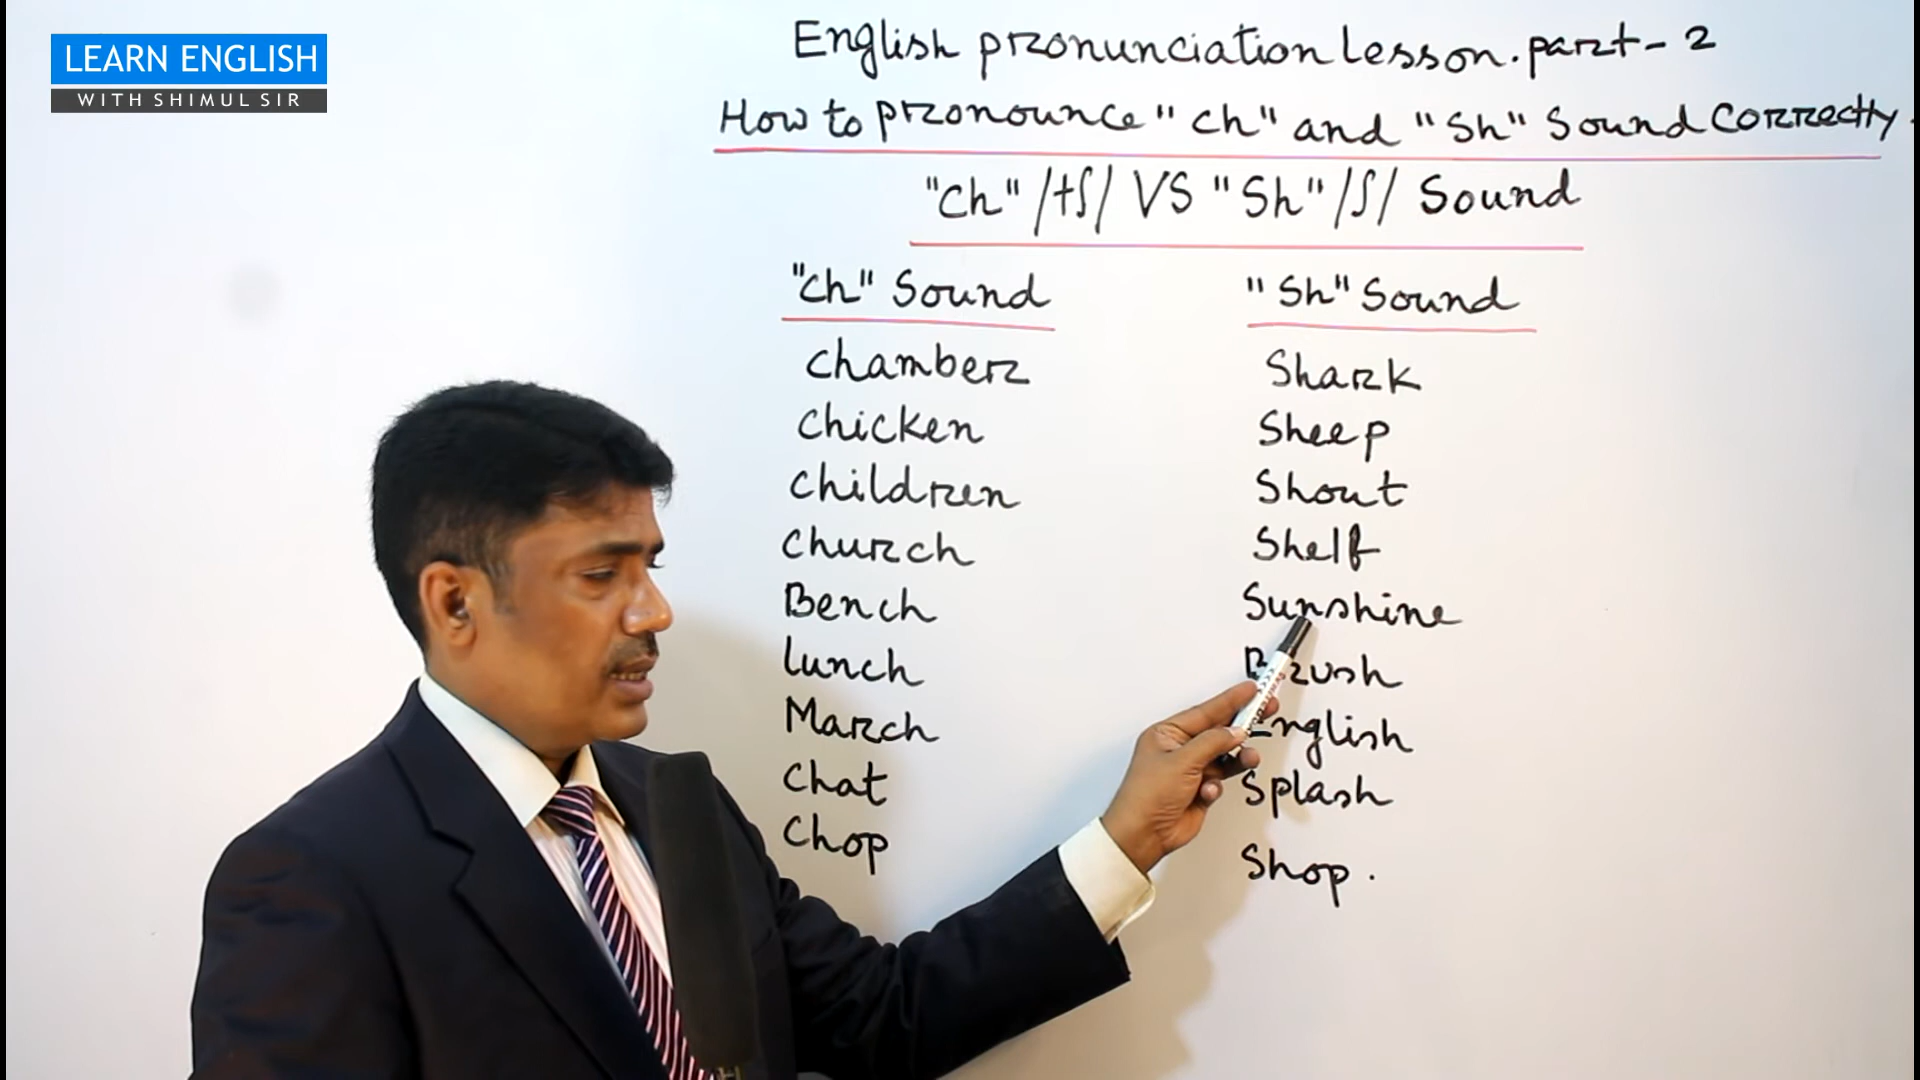 LEARN ENGLISH
WITH SHIMUL SIR
English pronunciation lesson. part - 2
How to pronounce "ch" and "Sh" Sound Correctly.
"ch" /tʃ/ VS "Sh" /ʃ/ Sound
"Ch" Sound
Chamber
Chicken
Children
Church
Bench
Lunch
March
Chat
Chop
"Sh" Sound
Shark
Sheep
Shout
Shelf
Sunshine
Brush
English
Splash
Shop.